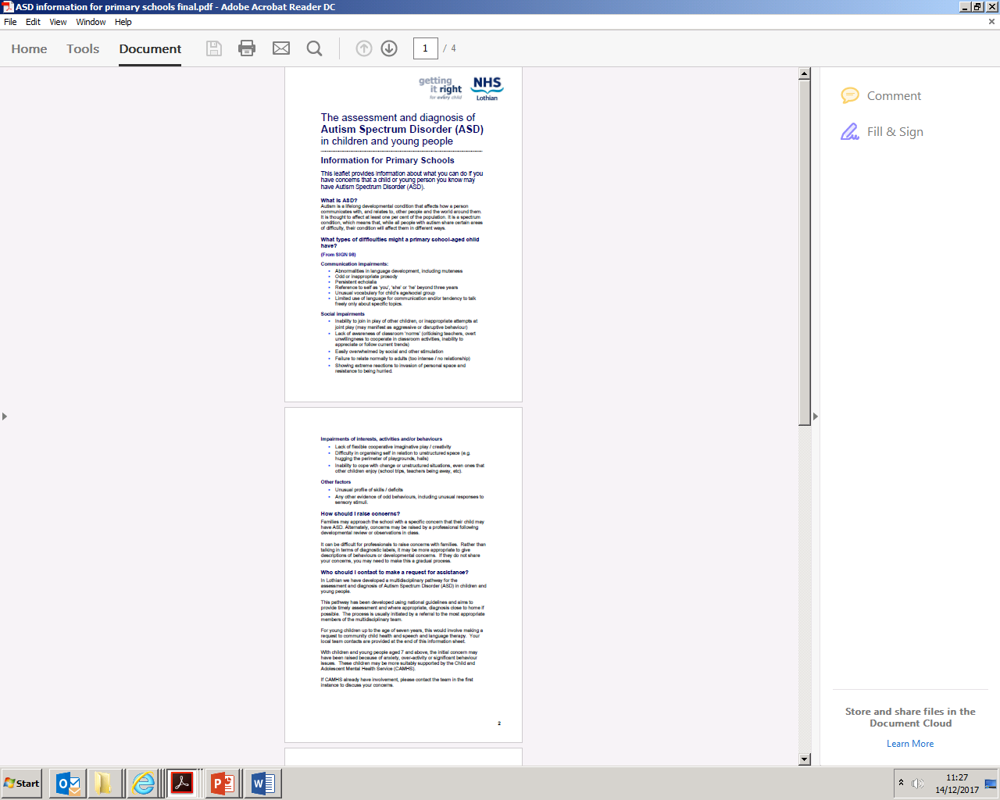 ASD information for primary schools final.pdf - Adobe Acrobat Reader DC
File Edit View Window Help
Home Tools Document 1 / 4
getting
it right
for every child
NHS
Lothian
The assessment and diagnosis of
Autism Spectrum Disorder (ASD)
in children and young people
Information for Primary Schools
This leaflet provides information about what you can do if you
have concerns that a child or young person you know may
have Autism Spectrum Disorder (ASD).
What is ASD?
Autism is a lifelong developmental condition that affects how a person
communicates with, and relates to, other people and the world around them.
It is thought to affect at least one per cent of the population. It is a spectrum
condition, which means that, while all people with autism share certain areas
of difficulty, their condition will affect them in different ways.
What types of difficulties might a primary school-aged child
have?
(From SIGN 98)
Communication impairments:
• Abnormalities in language development, including muteness
• Odd or inappropriate prosody
• Persistent echolalia
• Reference to self as 'you', 'she' or 'he' beyond three years
• Unusual vocabulary for child's age/social group
• Limited use of language for communication and/or tendency to talk
freely only about specific topics.
Social impairments
• Inability to join in play of other children, or inappropriate attempts at
joint play (may manifest as aggressive or disruptive behaviour)
• Lack of awareness of classroom 'norms' (criticising teachers, overt
unwillingness to cooperate in classroom activities, inability to
appreciate or follow current trends)
• Easily overwhelmed by social and other stimulation
• Failure to relate normally to adults (too intense / no relationship)
• Showing extreme reactions to invasion of personal space and
resistance to being hurried.
Impairments of interests, activities and/or behaviours
• Lack of flexible cooperative imaginative play / creativity
• Difficulty in organising self in relation to unstructured space (e.g.
hugging the perimeter of playgrounds, halls)
• Inability to cope with change or unstructured situations, even ones that
other children enjoy (school trips, teachers being away, etc).
Other factors
• Unusual profile of skills / deficits
• Any other evidence of odd behaviours, including unusual responses to
sensory stimuli.
How should I raise concerns?
Families may approach the school with a specific concern that their child may
have ASD. Alternately, concerns may be raised by a professional following
developmental review or observations in class.
It can be difficult for professionals to raise concerns with families. Rather than
talking in terms of diagnostic labels, it may be more appropriate to give
descriptions of behaviours or developmental concerns. If they do not share
your concerns, you may need to make this a gradual process.
Who should I contact to make a request for assistance?
In Lothian we have developed a multidisciplinary pathway for the
assessment and diagnosis of Autism Spectrum Disorder (ASD) in children and
young people.
This pathway has been developed using national guidelines and aims to
provide timely assessment and where appropriate, diagnosis close to home if
possible. The process is usually initiated by a referral to the most appropriate
members of the multidisciplinary team.
For young children up to the age of seven years, this would involve making a
request to community child health and speech and language therapy. Your
local team contacts are provided at the end of this information sheet.
With children and young people aged 7 and above, the initial concern may
have been raised because of anxiety, over-activity or significant behaviour
issues. These children may be more suitably supported by the Child and
Adolescent Mental Health Service (CAMHS).
If CAMHS already have involvement, please contact the team in the first
instance to discuss your concerns.
2
Comment
Fill & Sign
Store and share files in the
Document Cloud
Learn More
Start
11:27
14/12/2017